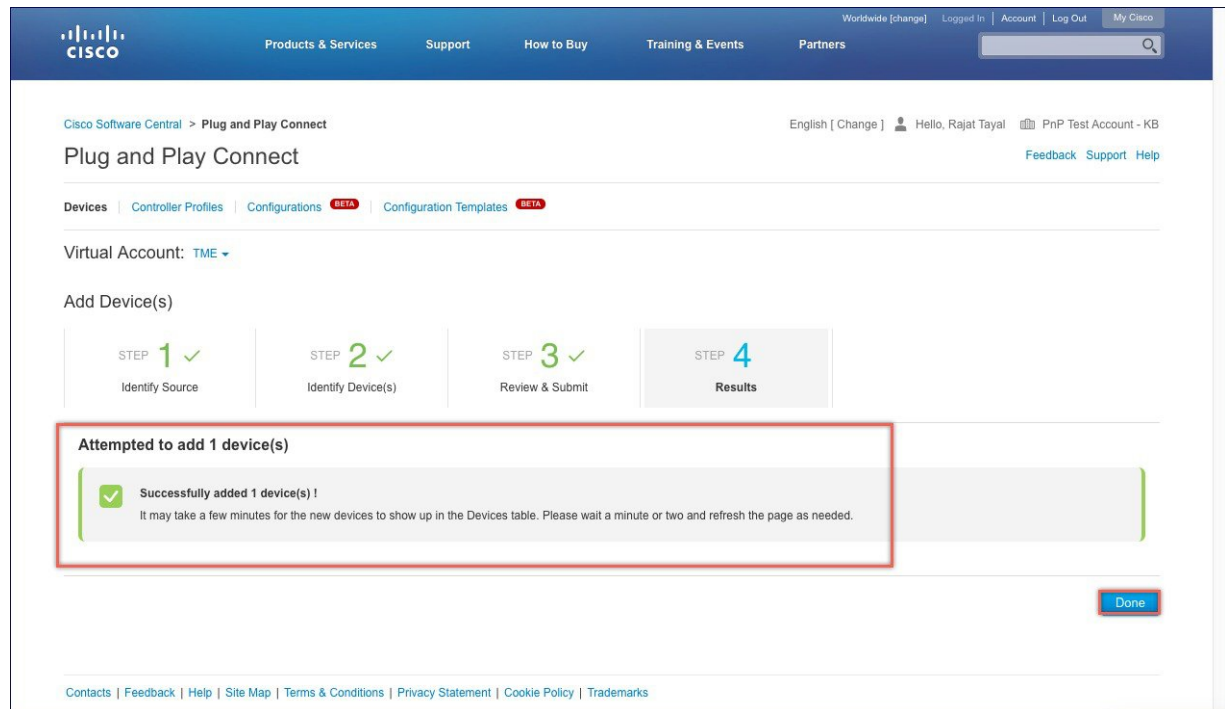 Worldwide [change] Logged In | Account | Log Out My Cisco
CISCO Products & Services Support How to Buy Training & Events Partners
Cisco Software Central > Plug and Play Connect English [ Change ] Hello, Rajat Tayal PnP Test Account - KB
Plug and Play Connect Feedback Support Help
Devices | Controller Profiles | Configurations BETA | Configuration Templates BETA
Virtual Account: TME
Add Device(s)
STEP 1 STEP 2 STEP 3 STEP 4
Identify Source Identify Device(s) Review & Submit Results
Attempted to add 1 device(s)
Successfully added 1 device(s) !
It may take a few minutes for the new devices to show up in the Devices table. Please wait a minute or two and refresh the page as needed.
Done
Contacts | Feedback | Help | Site Map | Terms & Conditions | Privacy Statement | Cookie Policy | Trademarks